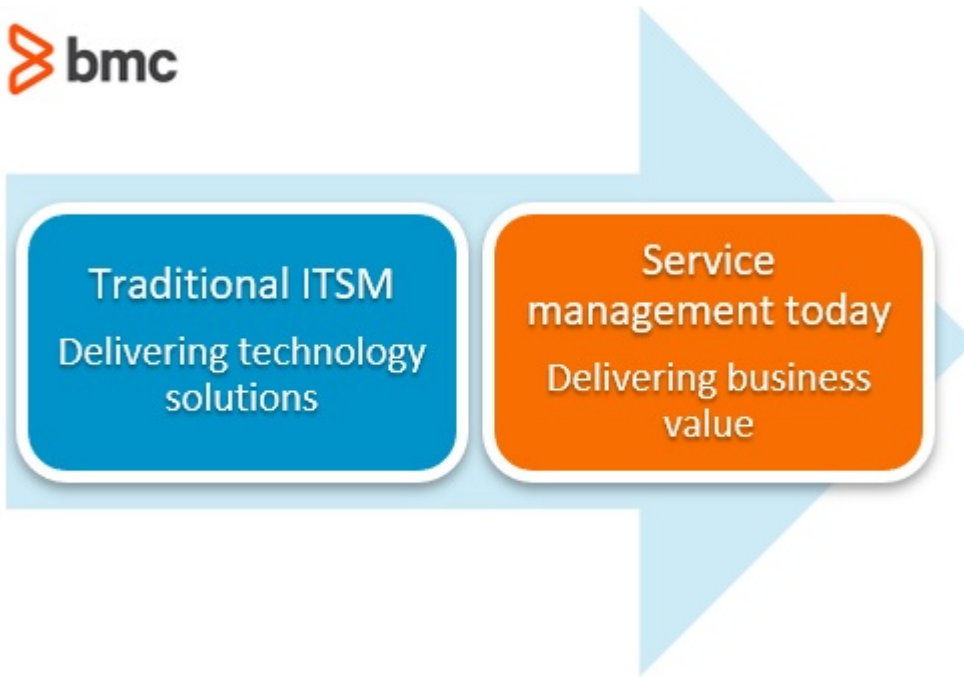 bmc
Traditional ITSM
Delivering technology
solutions
Service
management today
Delivering business
value